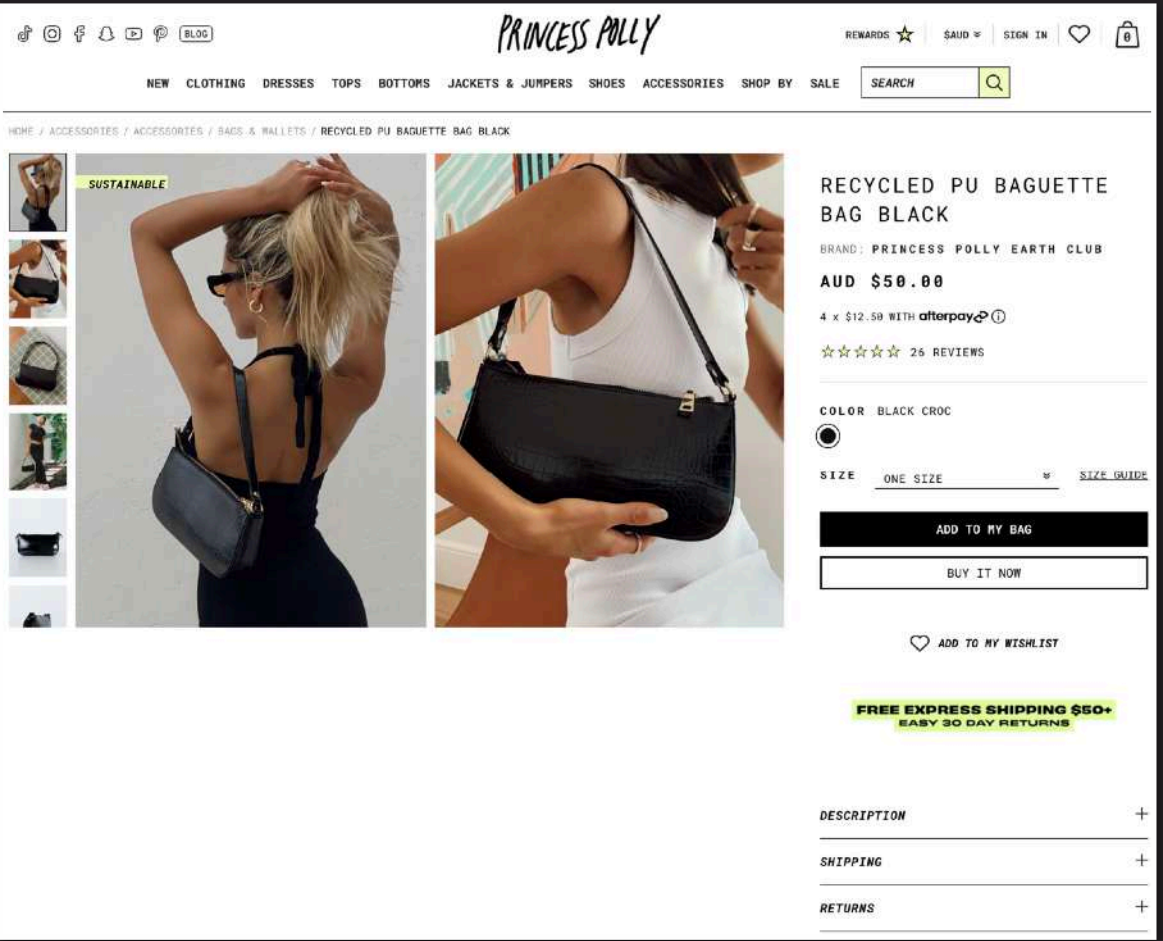 BLOG
PRINCESS POLLY
REWARDS
$AUD
SIGN IN
0
NEW CLOTHING DRESSES TOPS BOTTOMS JACKETS & JUMPERS SHOES ACCESSORIES SHOP BY SALE
SEARCH
HOME / ACCESSORIES / ACCESSORIES / BAGS & WALLETS / RECYCLED PU BAGUETTE BAG BLACK
SUSTAINABLE
RECYCLED PU BAGUETTE
BAG BLACK
BRAND: PRINCESS POLLY EARTH CLUB
AUD $50.00
4 x $12.50 WITH afterpay
26 REVIEWS
COLOR BLACK CROC
SIZE ONE SIZE SIZE GUIDE
ADD TO MY BAG
BUY IT NOW
ADD TO MY WISHLIST
FREE EXPRESS SHIPPING $50+
EASY 30 DAY RETURNS
DESCRIPTION +
SHIPPING +
RETURNS +